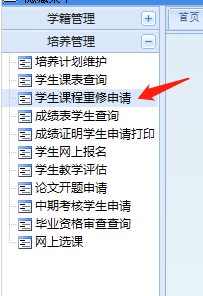 首页
学籍管理
培养管理
培养计划维护
学生课表查询
学生课程重修申请
成绩表学生查询
成绩证明学生申请打印
学生网上报名
学生教学评估
论文开题申请
中期考核学生申请
毕业资格审查查询
网上选课